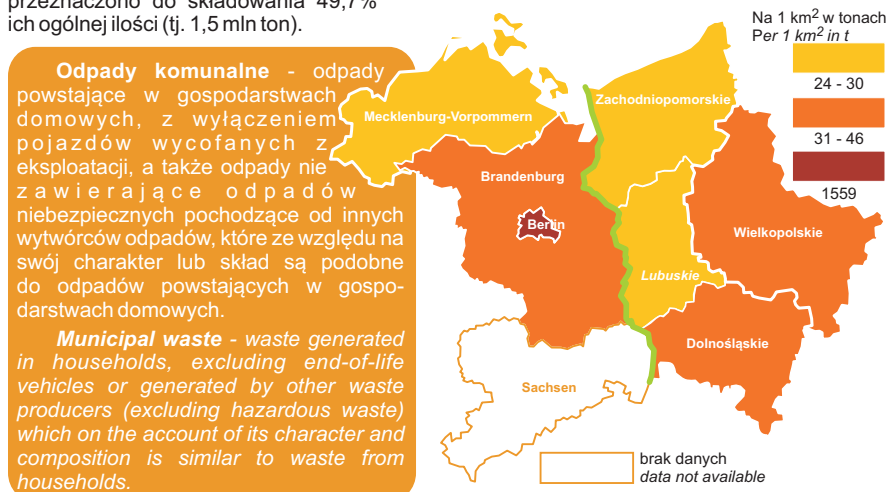 przeznaczono do składowania 49,7%
ich ogólnej ilości (tj. 1,5 mln ton).
Odpady komunalne - odpady
powstające w gospodarstwach
domowych, z wyłączeniem
pojazdów wycofanych z
eksploatacji, a także odpady nie
zawierające odpadów
niebezpiecznych pochodzące od innych
wytwórców odpadów, które ze względu na
swój charakter lub skład są podobne
do odpadów powstających w gospo-
darstwach domowych.
Municipal waste - waste generated
in households, excluding end-of-life
vehicles or generated by other waste
producers (excluding hazardous waste)
which on the account of its character and
composition is similar to waste from
households.
Na 1 km² w tonach
Per 1 km² in t
24 - 30
31 - 46
1559
Mecklenburg-Vorpommern
Zachodniopomorskie
Brandenburg
Berlin
Wielkopolskie
Lubuskie
Dolnośląskie
Sachsen
brak danych
data not available